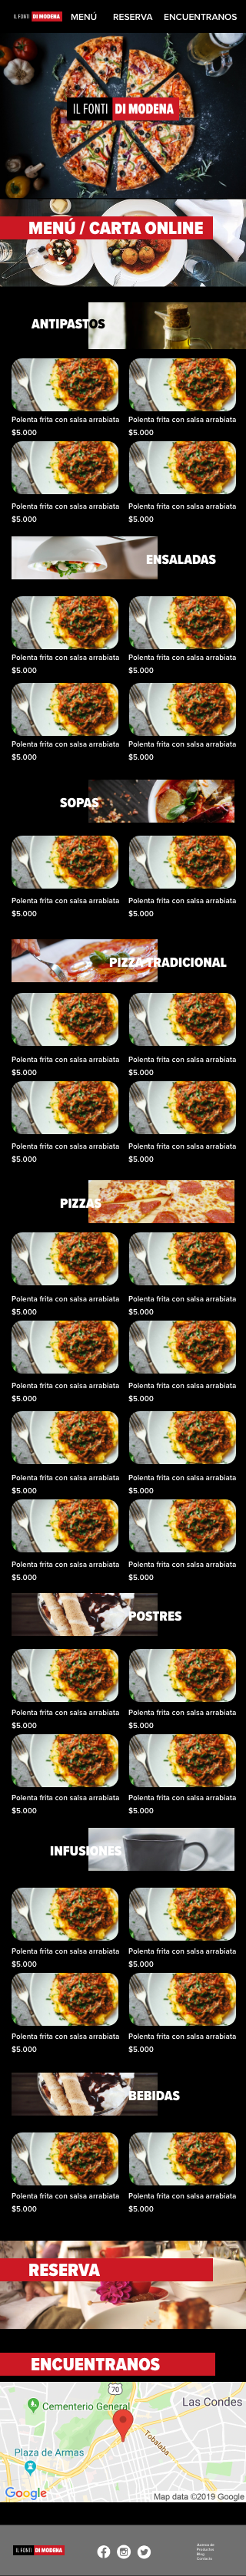 IL FONTI DI MODENA MENÚ RESERVA ENCUENTRANOS
IL FONTI DI MODENA
MENÚ / CARTA ONLINE
ANTIPASTOS
Polenta frita con salsa arrabiata Polenta frita con salsa arrabiata
$5.000 $5.000
Polenta frita con salsa arrabiata Polenta frita con salsa arrabiata
$5.000 $5.000
ENSALADAS
Polenta frita con salsa arrabiata Polenta frita con salsa arrabiata
$5.000 $5.000
Polenta frita con salsa arrabiata Polenta frita con salsa arrabiata
$5.000 $5.000
SOPAS
Polenta frita con salsa arrabiata Polenta frita con salsa arrabiata
$5.000 $5.000
PIZZA TRADICIONAL
Polenta frita con salsa arrabiata Polenta frita con salsa arrabiata
$5.000 $5.000
Polenta frita con salsa arrabiata Polenta frita con salsa arrabiata
$5.000 $5.000
PIZZAS
Polenta frita con salsa arrabiata Polenta frita con salsa arrabiata
$5.000 $5.000
Polenta frita con salsa arrabiata Polenta frita con salsa arrabiata
$5.000 $5.000
Polenta frita con salsa arrabiata Polenta frita con salsa arrabiata
$5.000 $5.000
Polenta frita con salsa arrabiata Polenta frita con salsa arrabiata
$5.000 $5.000
POSTRES
Polenta frita con salsa arrabiata Polenta frita con salsa arrabiata
$5.000 $5.000
Polenta frita con salsa arrabiata Polenta frita con salsa arrabiata
$5.000 $5.000
INFUSIONES
Polenta frita con salsa arrabiata Polenta frita con salsa arrabiata
$5.000 $5.000
Polenta frita con salsa arrabiata Polenta frita con salsa arrabiata
$5.000 $5.000
BEBIDAS
Polenta frita con salsa arrabiata Polenta frita con salsa arrabiata
$5.000 $5.000
RESERVA
ENCUENTRANOS
70
Cementerio General Las Condes
Tobalaba
Plaza de Armas
Google Map data ©2019 Google
IL FONTI DI MODENA
Acerca de
Productos
Blog
Contacto